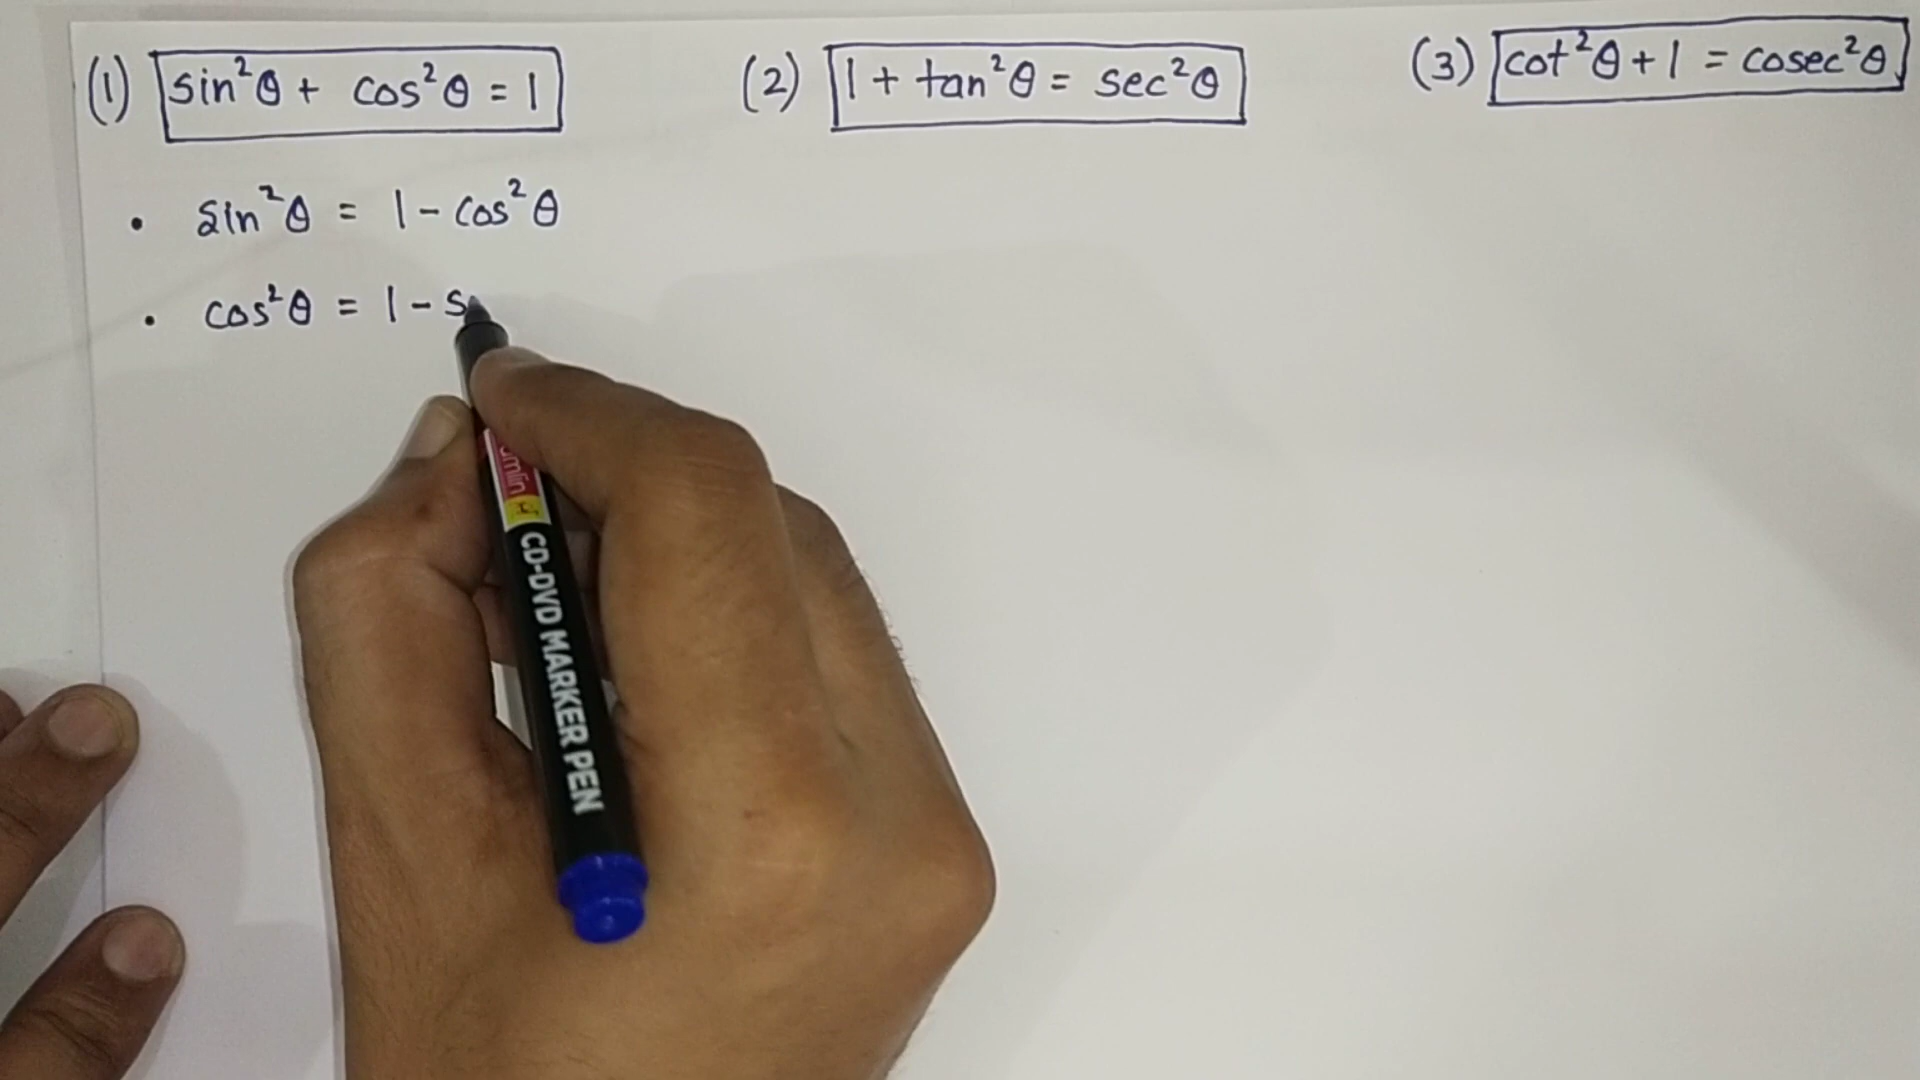 (1) sin²θ + cos²θ = 1
(2) 1 + tan²θ = sec²θ
(3) cot²θ + 1 = cosec²θ
• sin²θ = 1 - cos²θ
• cos²θ = 1 - s
CD-DVD MARKER PEN